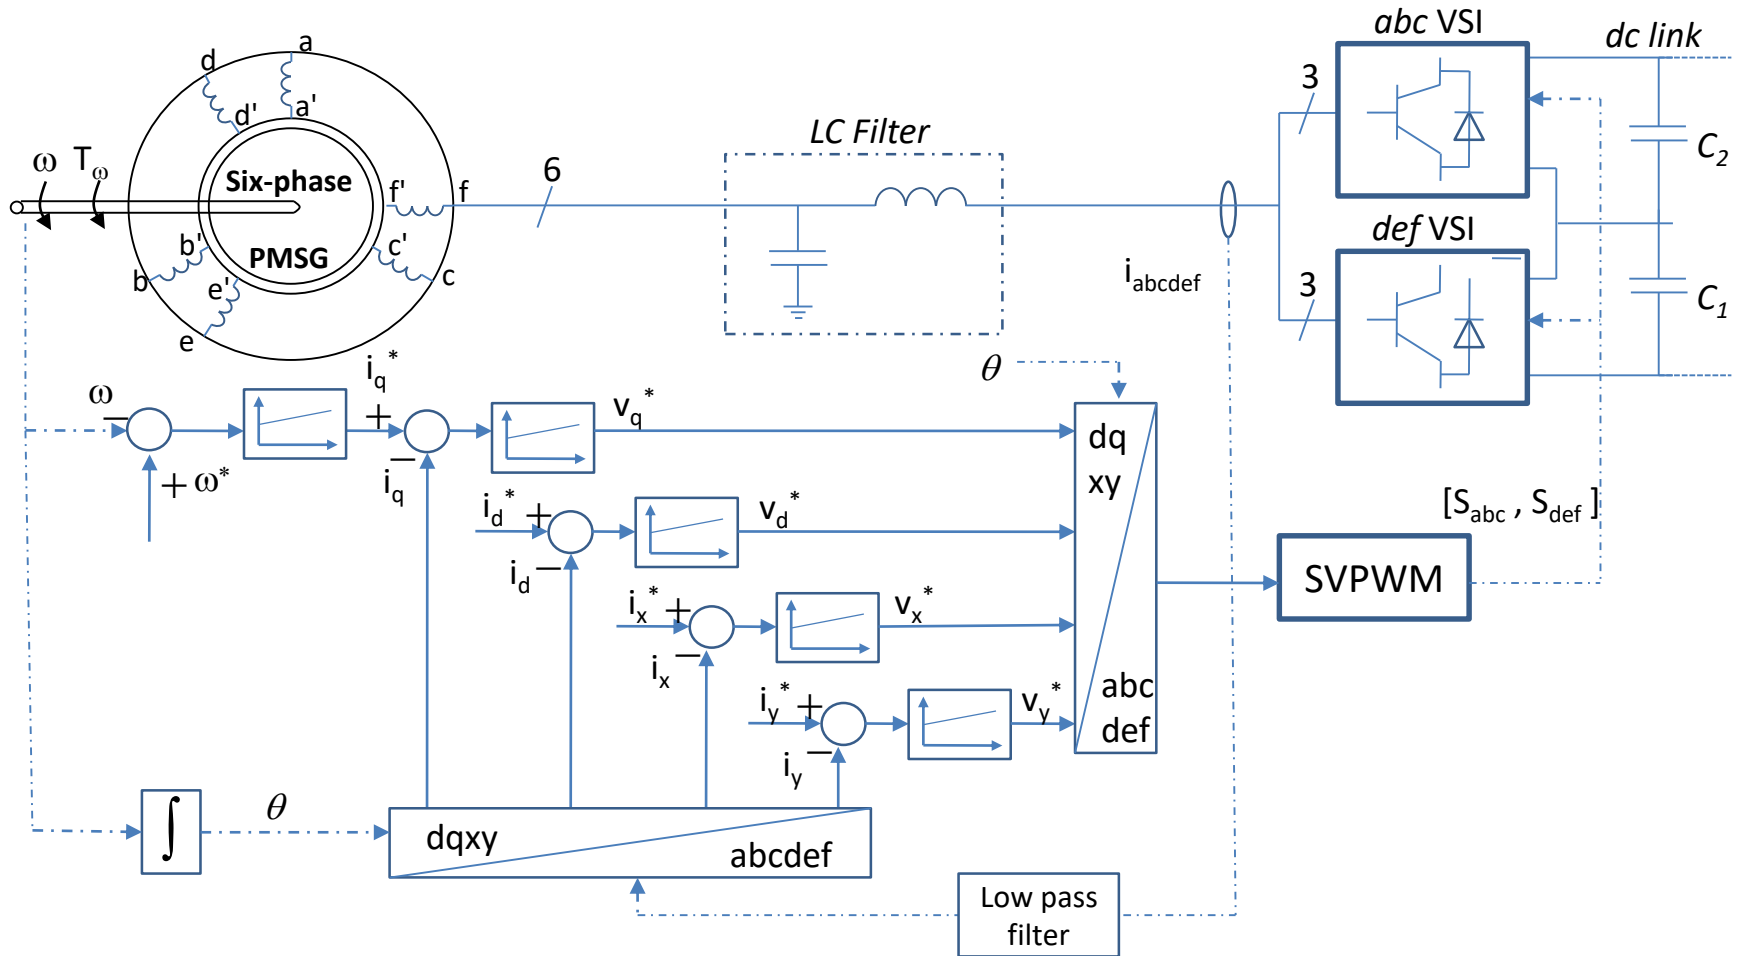 abc VSI
dc link
a
d
3
a'
d'
LC Filter
C2
ω Tω
6
Six-phase
f' f
PMSG
b' c'
def VSI
b c
e'
iabcdef
3
C1
e
iq*
θ
ω
−
+
vq*
dq
+ ω*
−
iq
xy
id* +
vd*
[Sabc , Sdef ]
id −
SVPWM
ix* +
vx*
ix −
abc
iy* +
vy*
def
iy −
∫
θ
dqxy
abcdef
Low pass
filter